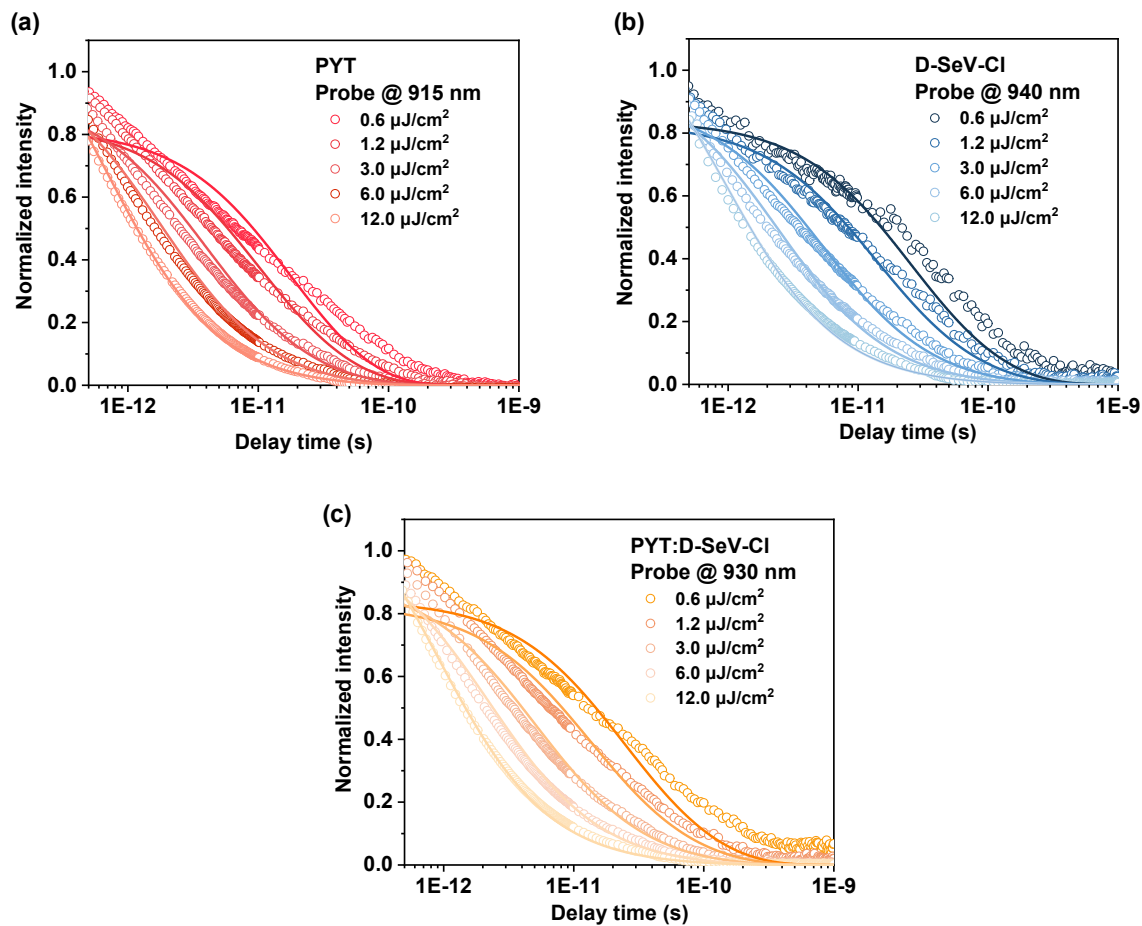 (a)
PYT
Probe @ 915 nm
0.6 µJ/cm²
1.2 µJ/cm²
3.0 µJ/cm²
6.0 µJ/cm²
12.0 µJ/cm²
1.0
0.8
0.6
0.4
0.2
0.0
Normalized intensity
1E-12
1E-11
1E-10
1E-9
Delay time (s)
(b)
D-SeV-Cl
Probe @ 940 nm
0.6 µJ/cm²
1.2 µJ/cm²
3.0 µJ/cm²
6.0 µJ/cm²
12.0 µJ/cm²
1.0
0.8
0.6
0.4
0.2
0.0
Normalized intensity
1E-12
1E-11
1E-10
1E-9
Delay time (s)
(c)
PYT:D-SeV-Cl
Probe @ 930 nm
0.6 µJ/cm²
1.2 µJ/cm²
3.0 µJ/cm²
6.0 µJ/cm²
12.0 µJ/cm²
1.0
0.8
0.6
0.4
0.2
0.0
Normalized intensity
1E-12
1E-11
1E-10
1E-9
Delay time (s)